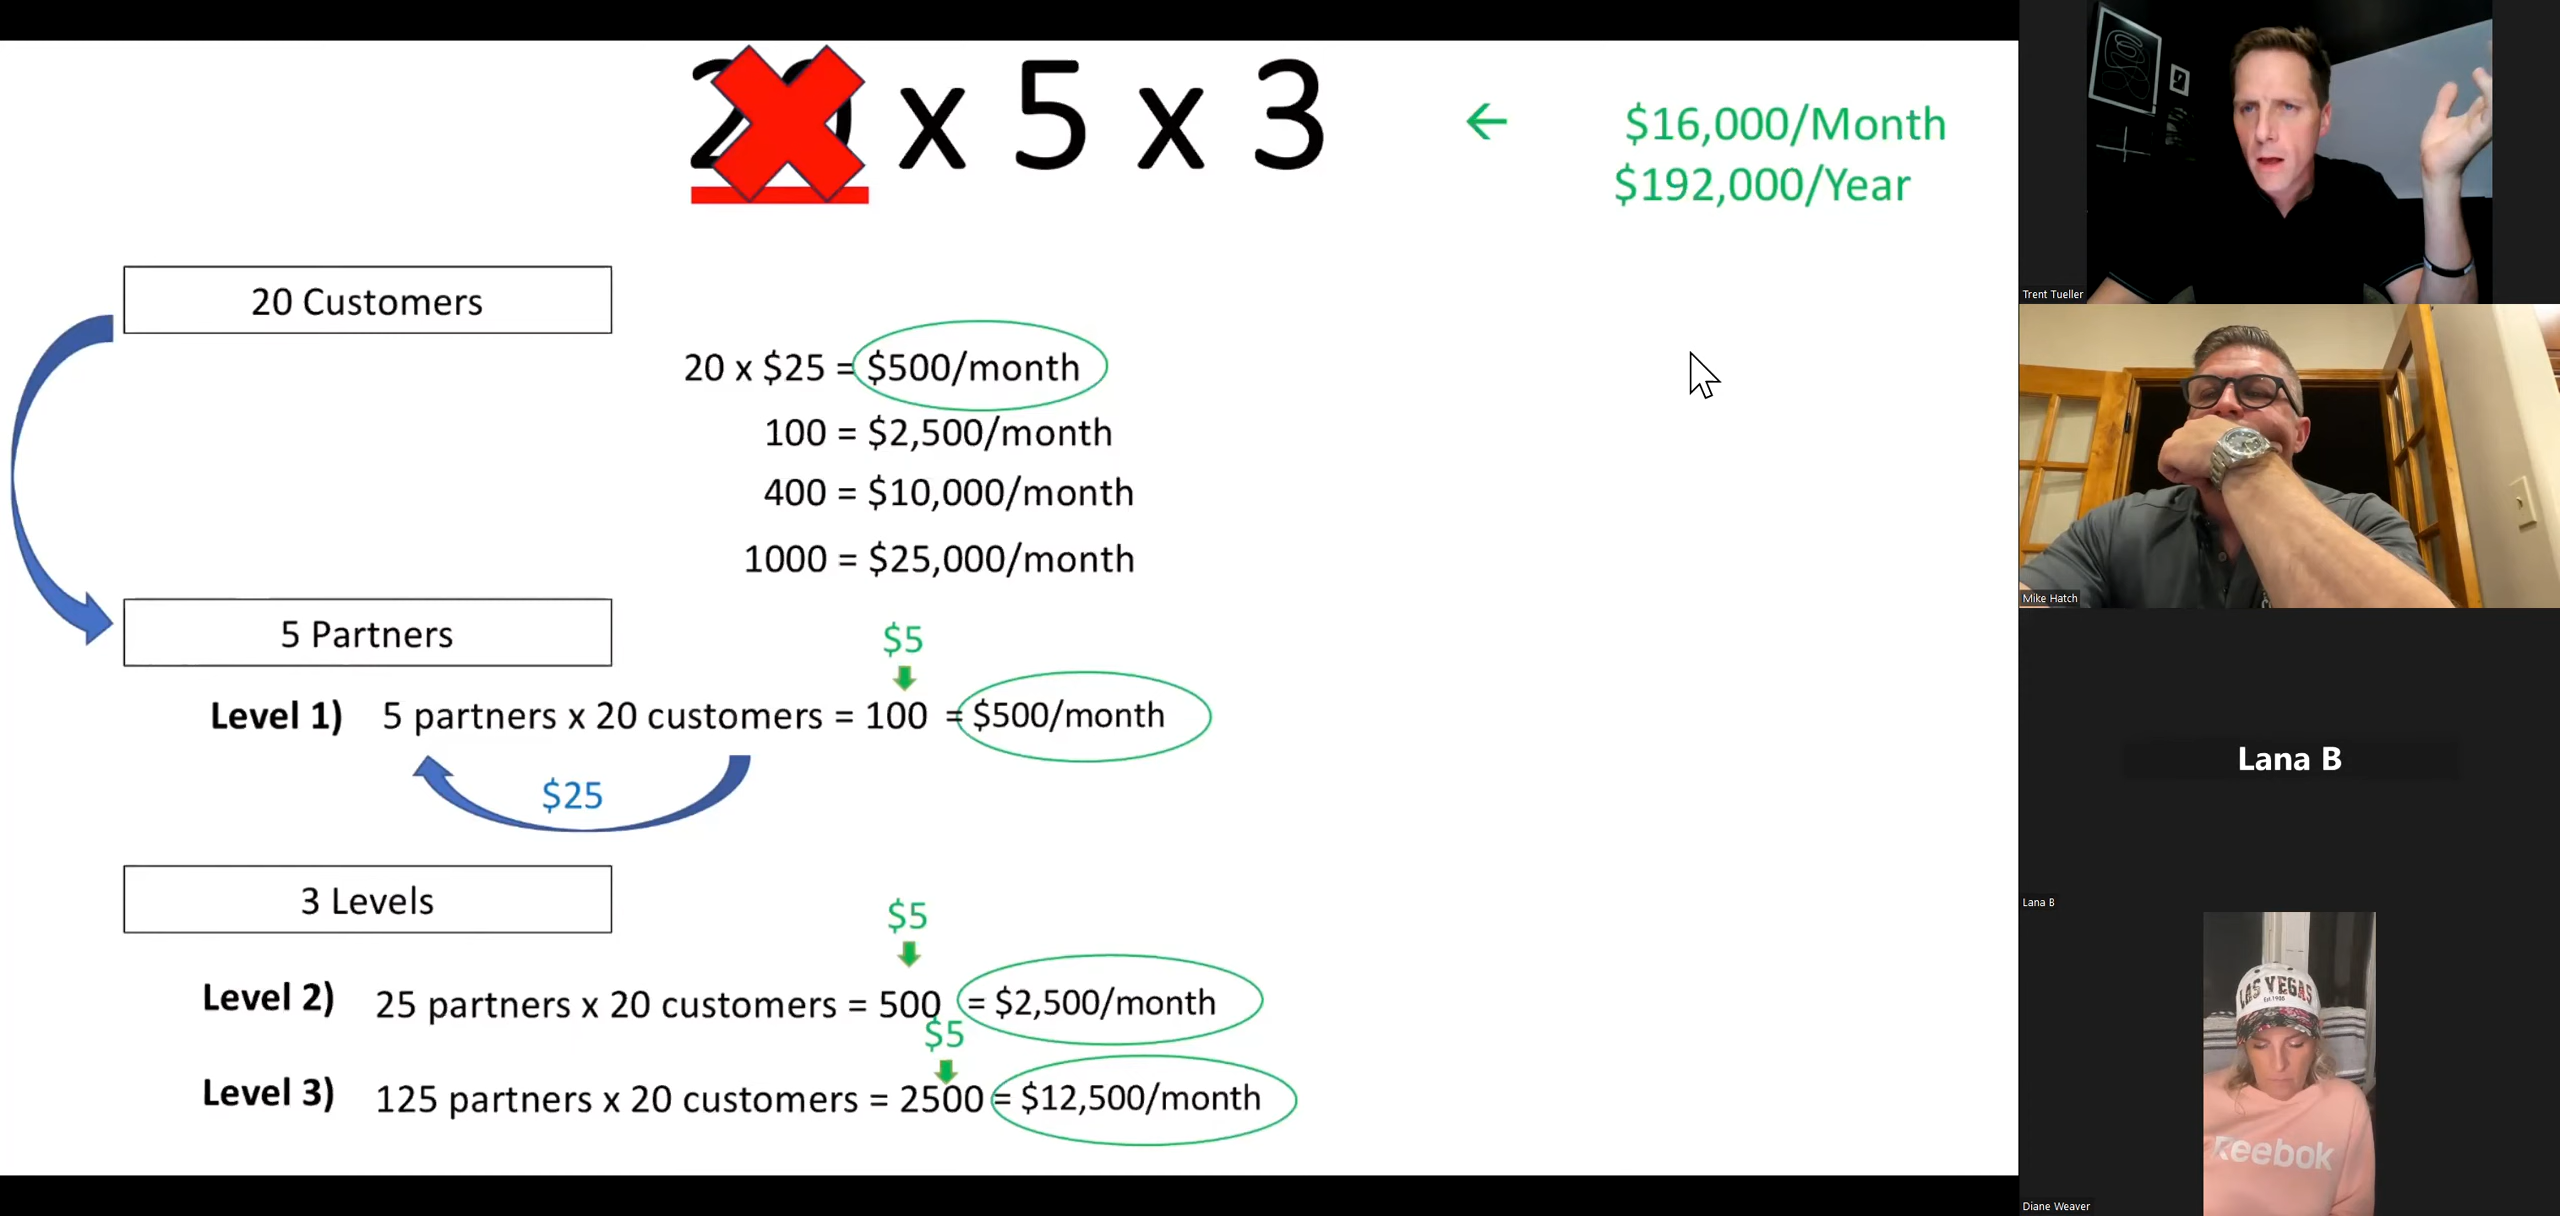 20 x 5 x 3
← $16,000/Month
$192,000/Year
20 Customers
20 x $25 = $500/month
100 = $2,500/month
400 = $10,000/month
1000 = $25,000/month
5 Partners
$5
Level 1) 5 partners x 20 customers = 100 = $500/month
$25
3 Levels
$5
Level 2) 25 partners x 20 customers = 500 = $2,500/month
$5
Level 3) 125 partners x 20 customers = 2500 = $12,500/month
Trent Tueller
Mike Hatch
Lana B
Lana B
LAS VEGAS
Reebok
Diane Weaver